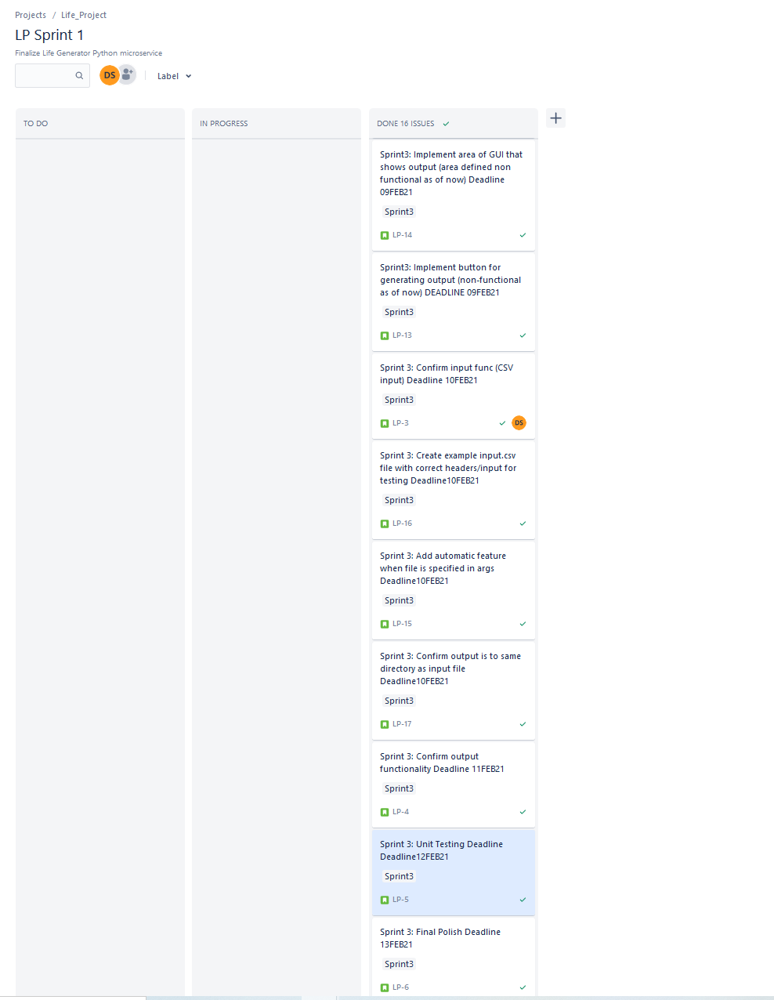 Projects / Life_Project
LP Sprint 1
Finalize Life Generator Python microservice
DS
Label
TO DO
IN PROGRESS
DONE 16 ISSUES
Sprint3: Implement area of GUI that
shows output (area defined non
functional as of now) Deadline
09FEB21
Sprint3
LP-14
Sprint3: Implement button for
generating output (non-functional
as of now) DEADLINE 09FEB21
Sprint3
LP-13
Sprint 3: Confirm input func (CSV
input) Deadline 10FEB21
Sprint3
LP-3
DS
Sprint 3: Create example input.csv
file with correct headers/input for
testing Deadline10FEB21
Sprint3
LP-16
Sprint 3: Add automatic feature
when file is specified in args
Deadline10FEB21
Sprint3
LP-15
Sprint 3: Confirm output is to same
directory as input file
Deadline10FEB21
Sprint3
LP-17
Sprint 3: Confirm output
functionality Deadline 11FEB21
Sprint3
LP-4
Sprint 3: Unit Testing Deadline
Deadline12FEB21
Sprint3
LP-5
Sprint 3: Final Polish Deadline
13FEB21
Sprint3
LP-6